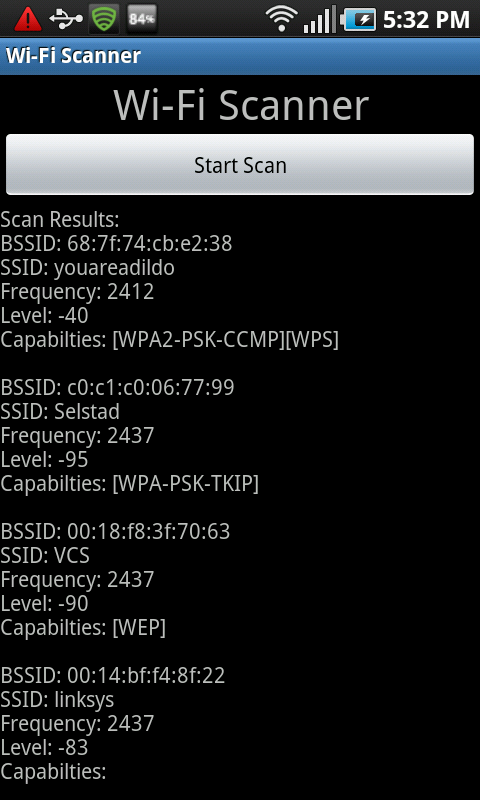 84%
5:32 PM
Wi-Fi Scanner
Wi-Fi Scanner
Start Scan
Scan Results:
BSSID: 68:7f:74:cb:e2:38
SSID: youareadildo
Frequency: 2412
Level: -40
Capabilties: [WPA2-PSK-CCMP][WPS]
BSSID: c0:c1:c0:06:77:99
SSID: Selstad
Frequency: 2437
Level: -95
Capabilties: [WPA-PSK-TKIP]
BSSID: 00:18:f8:3f:70:63
SSID: VCS
Frequency: 2437
Level: -90
Capabilties: [WEP]
BSSID: 00:14:bf:f4:8f:22
SSID: linksys
Frequency: 2437
Level: -83
Capabilties: